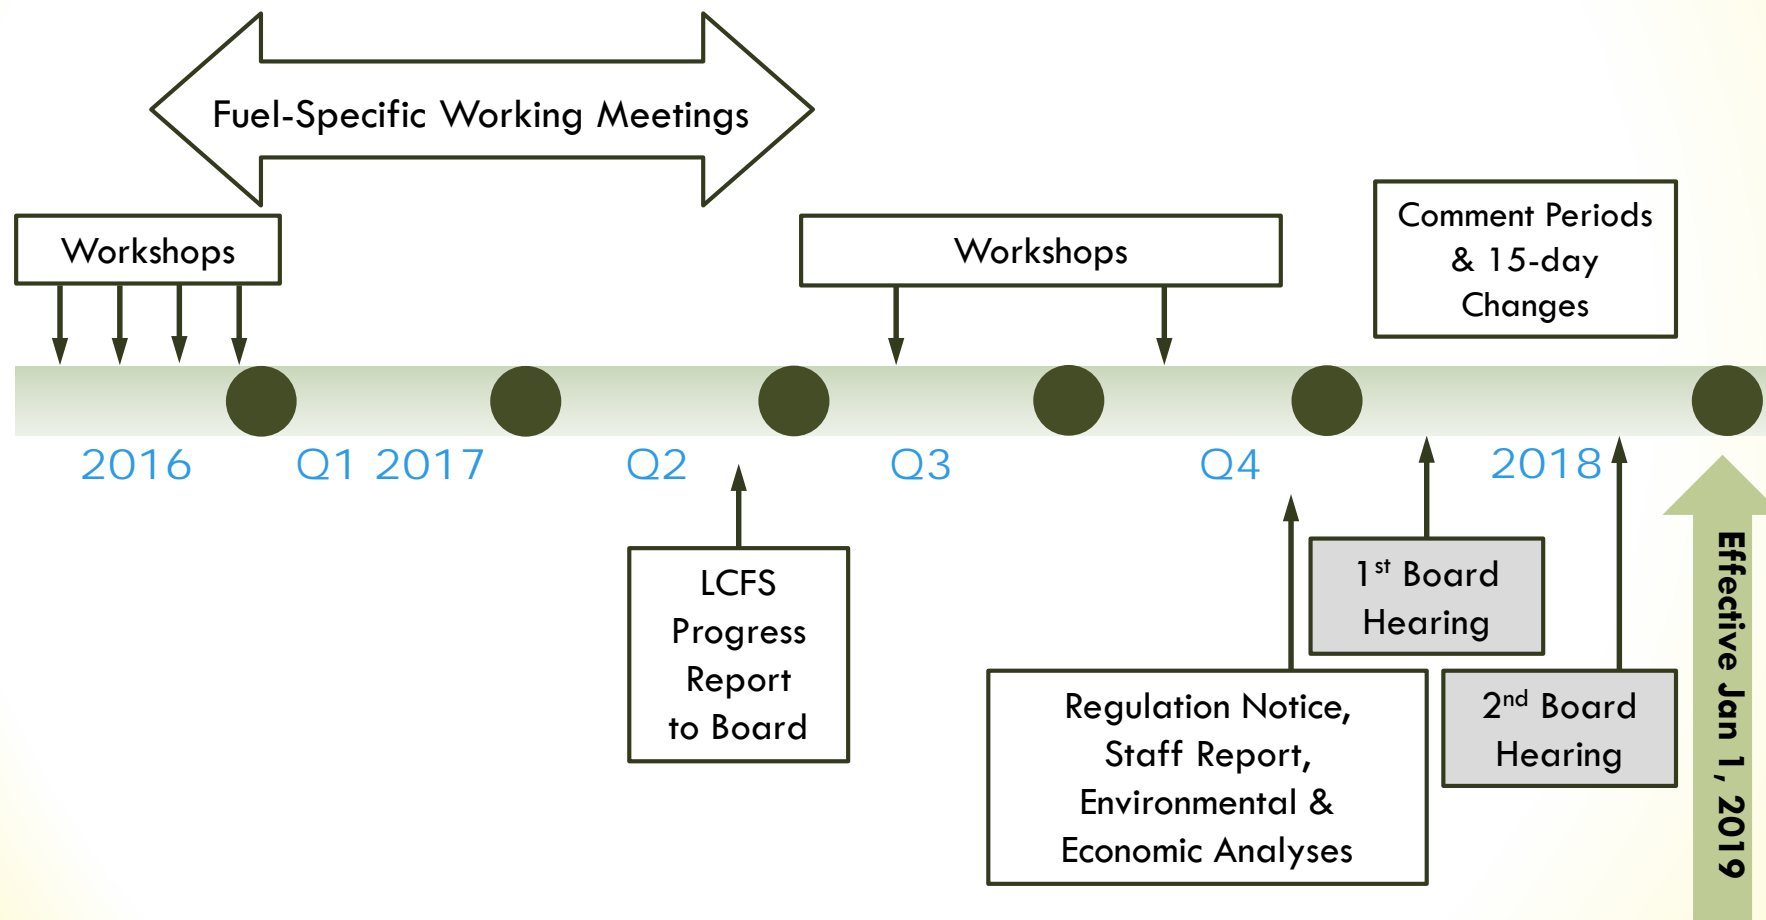 Fuel-Specific Working Meetings
Workshops
Workshops
Comment Periods
& 15-day
Changes
2016
Q1 2017
Q2
Q3
Q4
2018
LCFS
Progress
Report
to Board
Regulation Notice,
Staff Report,
Environmental &
Economic Analyses
1st Board
Hearing
2nd Board
Hearing
Effective Jan 1, 2019